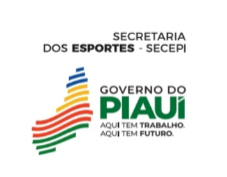 SECRETARIA
DOS ESPORTES - SECEPI
GOVERNO DO
PIAUÍ
AQUI TEM TRABALHO.
AQUI TEM FUTURO.